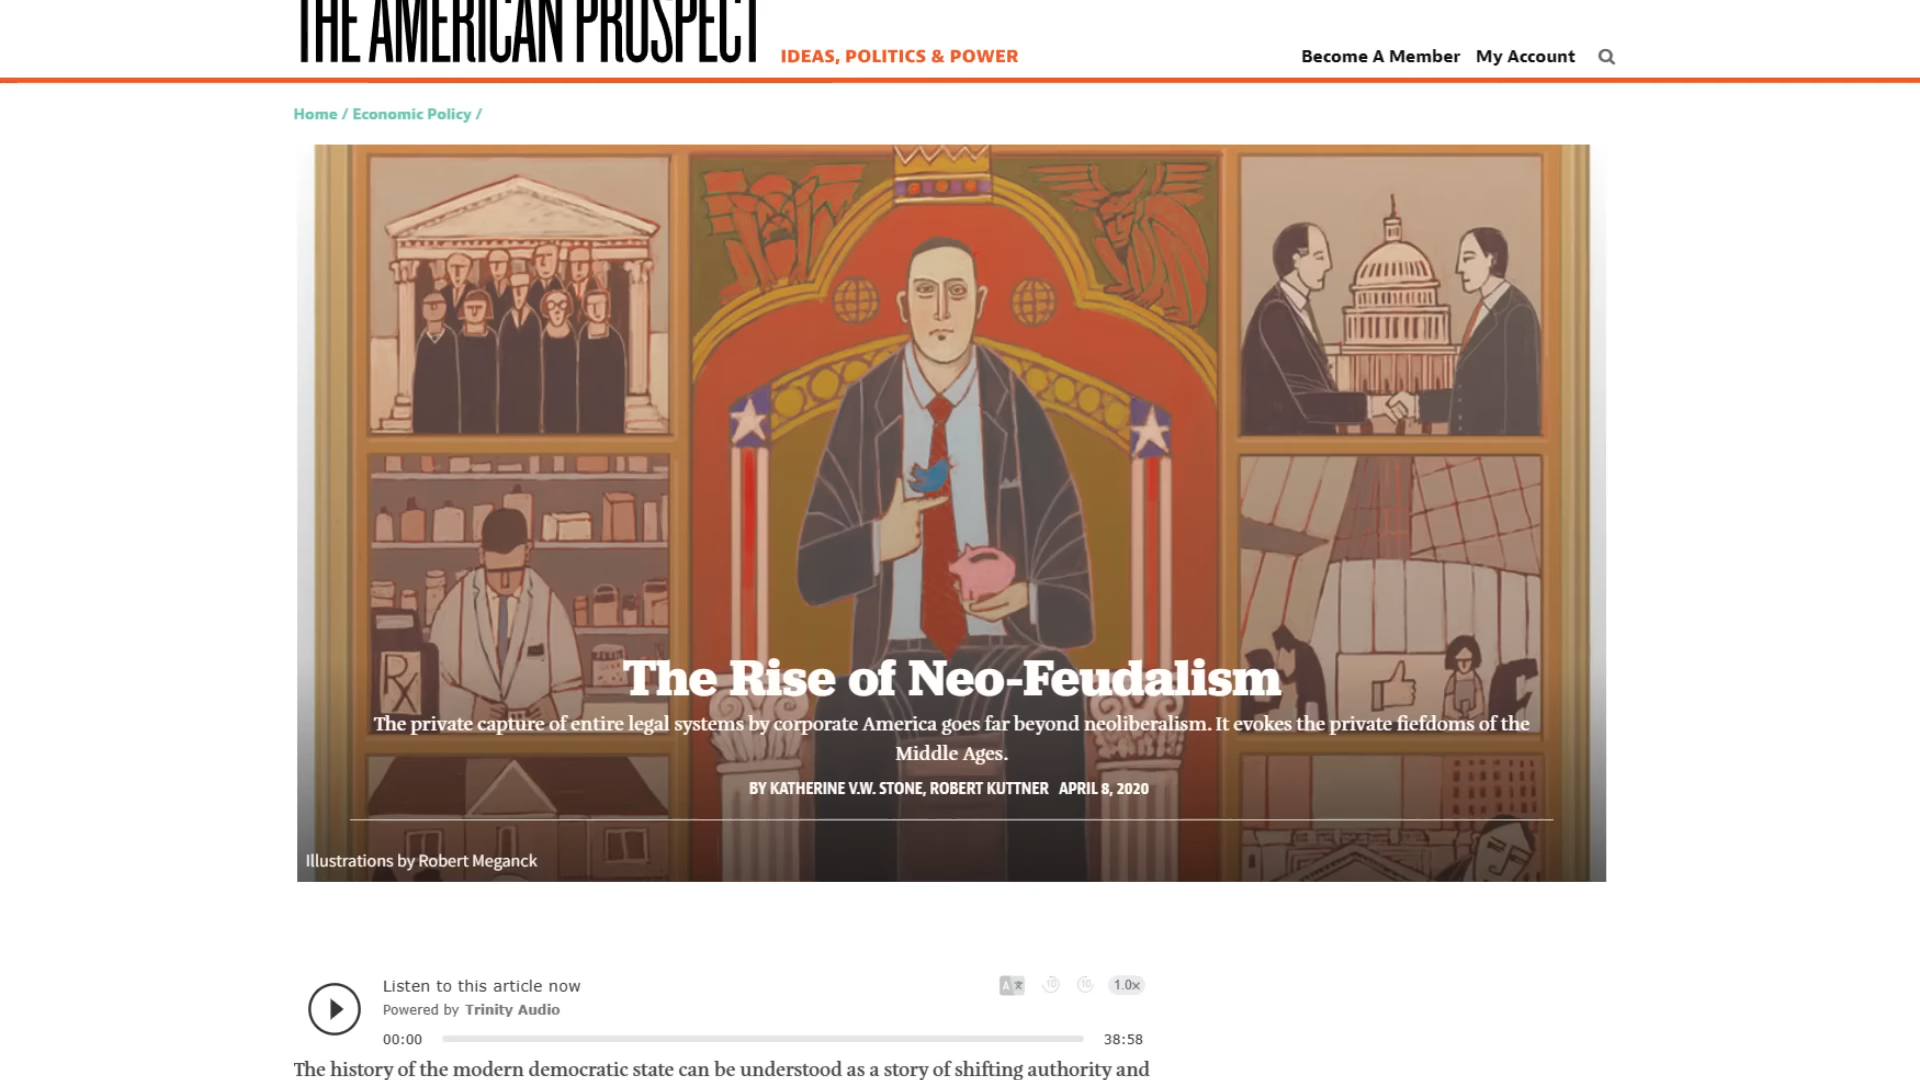 THE AMERICAN PROSPECT
IDEAS, POLITICS & POWER
Become A Member My Account
Home / Economic Policy /
RX
The Rise of Neo-Feudalism
The private capture of entire legal systems by corporate America goes far beyond neoliberalism. It evokes the private fiefdoms of the
Middle Ages.
BY KATHERINE V.W. STONE, ROBERT KUTTNER APRIL 8, 2020
Illustrations by Robert Meganck
Listen to this article now
Powered by Trinity Audio
A 10 10 1.0x
00:00 38:58
The history of the modern democratic state can be understood as a story of shifting authority and